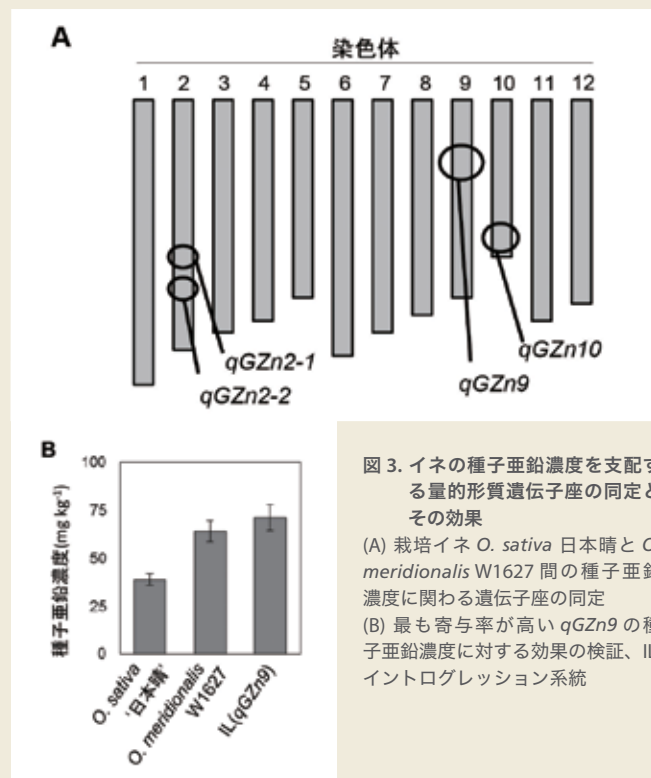 A
染色体
1 2 3 4 5 6 7 8 9 10 11 12
qGZn2-1
qGZn2-2
qGZn9
qGZn10
B
種子亜鉛濃度(mg kg⁻¹)
100
75
50
25
0
O. sativa
‘日本晴’
O. meridionalis
W1627
IL(qGZn9)
図 3. イネの種子亜鉛濃度を支配す
る量的形質遺伝子座の同定と
その効果
(A) 栽培イネ O. sativa 日本晴と O.
meridionalis W1627 間の種子亜鉛
濃度に関わる遺伝子座の同定
(B) 最も寄与率が高い qGZn9 の種
子亜鉛濃度に対する効果の検証、IL
イントログレッション系統